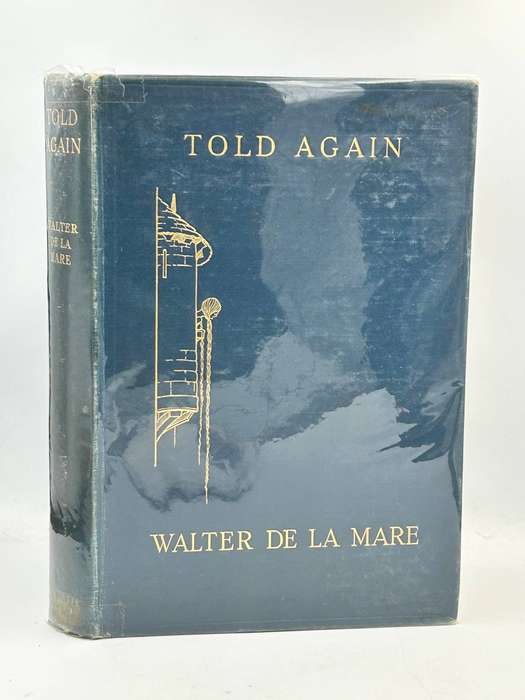 TOLD
AGAIN
WALTER
DE LA
MARE
TOLD AGAIN
WALTER DE LA MARE